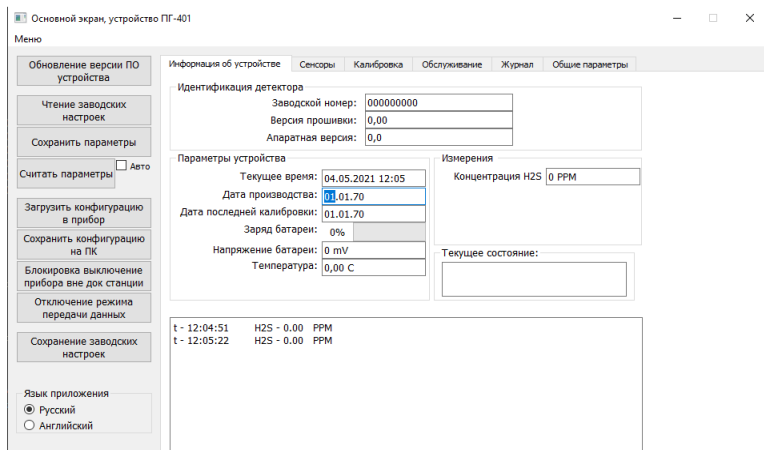 Основной экран, устройство ПГ-401
Меню
Обновление версии ПО
устройства
Чтение заводских
настроек
Сохранить параметры
Считать параметры
Авто
Загрузить конфигурацию
в прибор
Сохранить конфигурацию
на ПК
Блокировка выключение
прибора вне док станции
Отключение режима
передачи данных
Сохранение заводских
настроек
Язык приложения
Русский
Английский
Информация об устройстве Сенсоры Калибровка Обслуживание Журнал Общие параметры
Идентификация детектора
Заводской номер: 000000000
Версия прошивки: 0,00
Апаратная версия: 0,0
Параметры устройства
Текущее время: 04.05.2021 12:05
Дата производства: 01.01.70
Дата последней калибровки: 01.01.70
Заряд батареи: 0%
Напряжение батареи: 0 mV
Температура: 0,00 C
Измерения
Концентрация H2S 0 PPM
Текущее состояние:
t - 12:04:51 H2S - 0.00 PPM
t - 12:05:22 H2S - 0.00 PPM